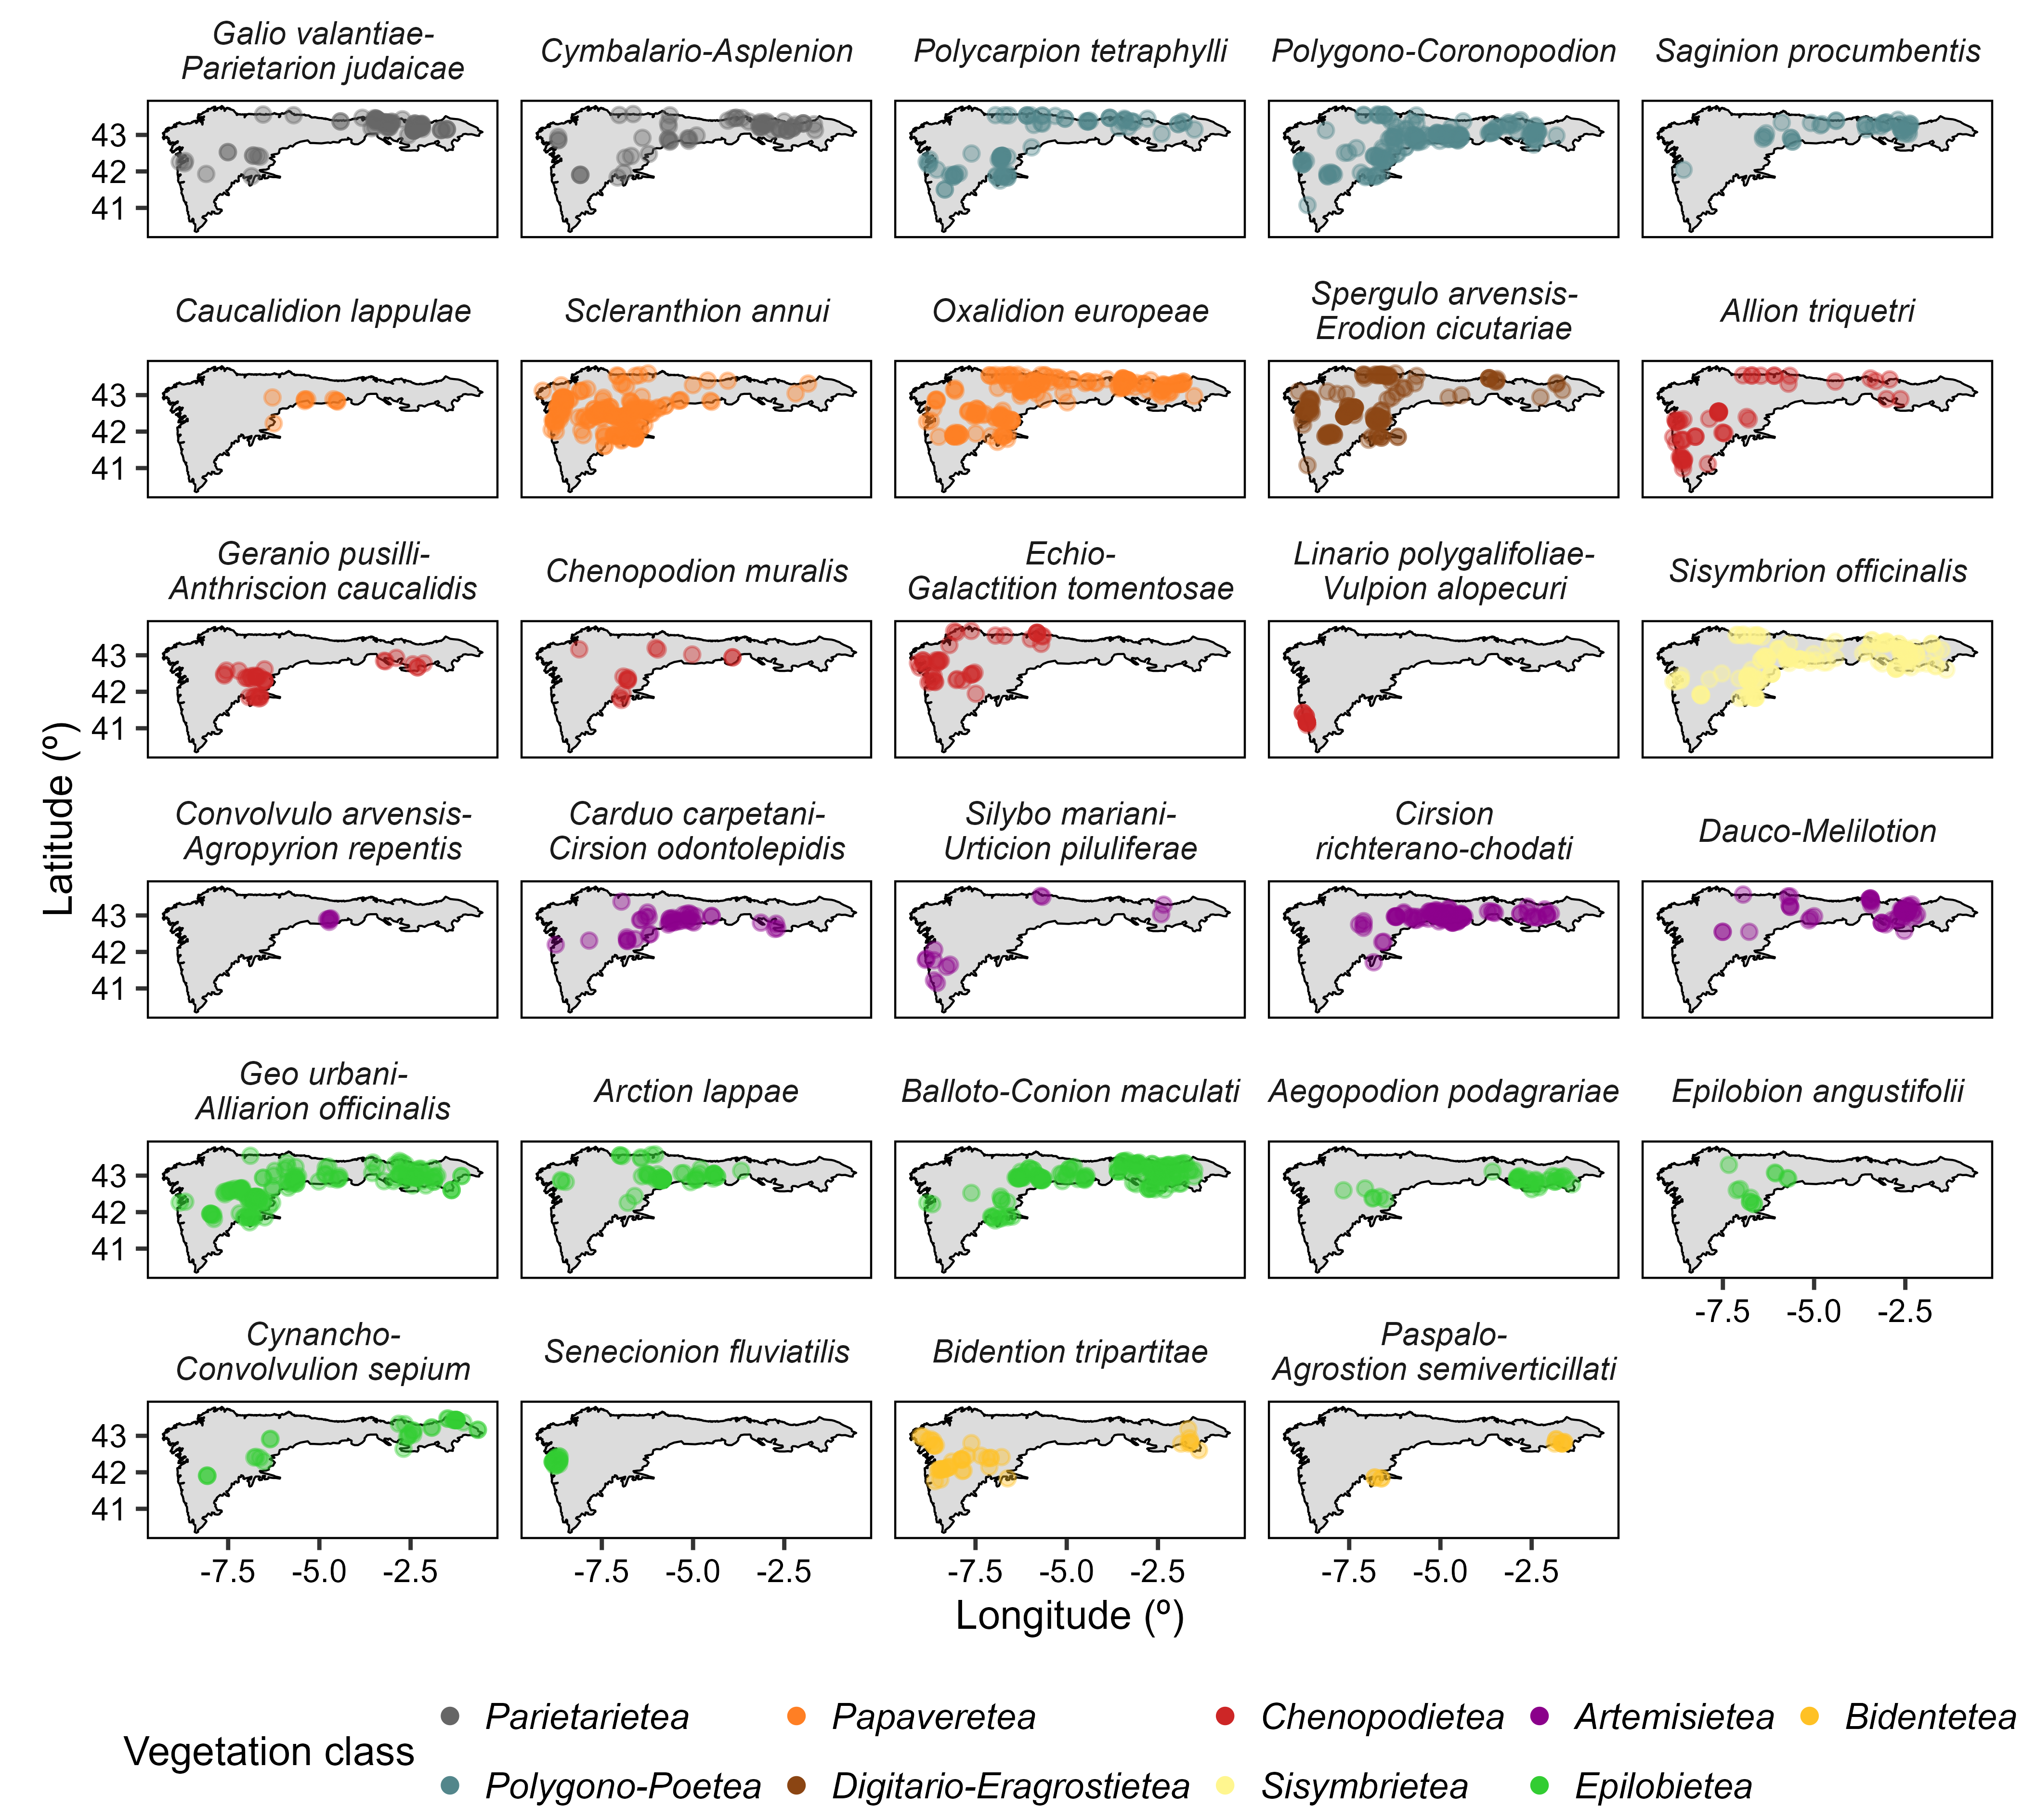 Galio valantiae-
Parietarion judaicae
Cymbalario-Asplenion
Polycarpion tetraphylli
Polygono-Coronopodion
Saginion procumbentis
43
42
41
Caucalidion lappulae
Scleranthion annui
Oxalidion europeae
Spergulo arvensis-
Erodion cicutariae
Allion triquetri
43
42
41
Geranio pusilli-
Anthriscion caucalidis
Chenopodion muralis
Echio-
Galactition tomentosae
Linario polygalifoliae-
Vulpion alopecuri
Sisymbrion officinalis
43
42
41
Latitude (º)
Convolvulo arvensis-
Agropyrion repentis
Carduo carpetani-
Cirsion odontolepidis
Silybo mariani-
Urticion piluliferae
Cirsion
richterano-chodati
Dauco-Melilotion
43
42
41
Geo urbani-
Alliarion officinalis
Arction lappae
Balloto-Conion maculati
Aegopodion podagrariae
Epilobion angustifolii
43
42
41
-7.5 -5.0 -2.5
Cynancho-
Convolvulion sepium
Senecionion fluviatilis
Bidention tripartitae
Paspalo-
Agrostion semiverticillati
43
42
41
-7.5 -5.0 -2.5
-7.5 -5.0 -2.5
-7.5 -5.0 -2.5
-7.5 -5.0 -2.5
Longitude (º)
Vegetation class
Parietarietea
Papaveretea
Chenopodietea
Artemisietea
Bidentetea
Polygono-Poetea
Digitario-Eragrostietea
Sisymbrietea
Epilobietea